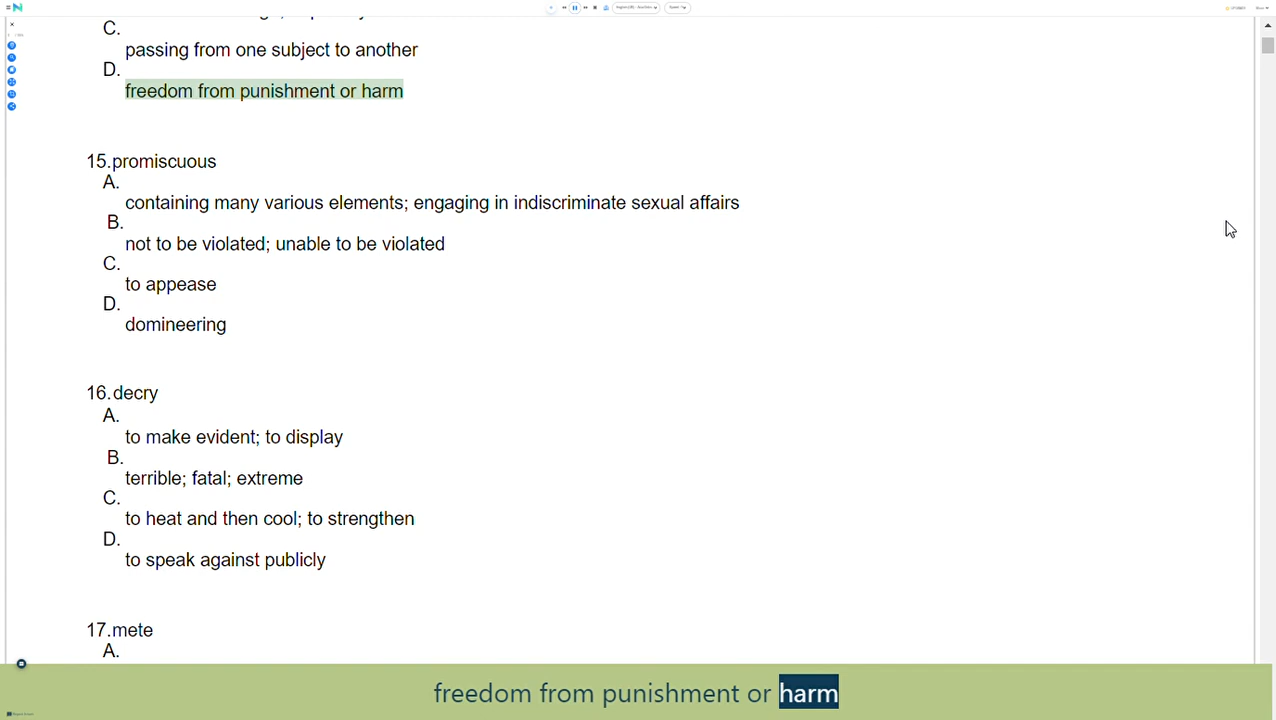 C.
passing from one subject to another
D.
freedom from punishment or harm
15.promiscuous
A.
containing many various elements; engaging in indiscriminate sexual affairs
B.
not to be violated; unable to be violated
C.
to appease
D.
domineering
16.decry
A.
to make evident; to display
B.
terrible; fatal; extreme
C.
to heat and then cool; to strengthen
D.
to speak against publicly
17.mete
A.
freedom from punishment or harm